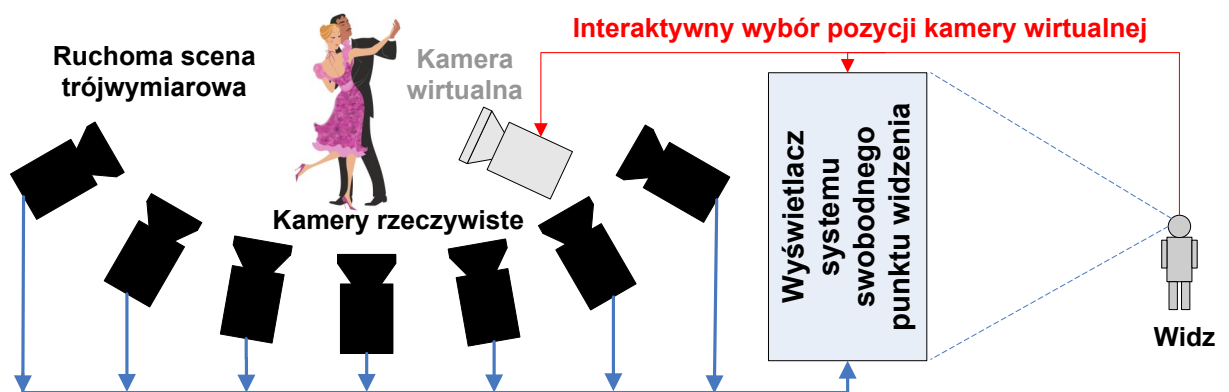 Interaktywny wybór pozycji kamery wirtualnej
Ruchoma scena
trójwymiarowa
Kamera
wirtualna
Kamery rzeczywiste
Wyświetlacz
systemu
swobodnego
punktu widzenia
Widz